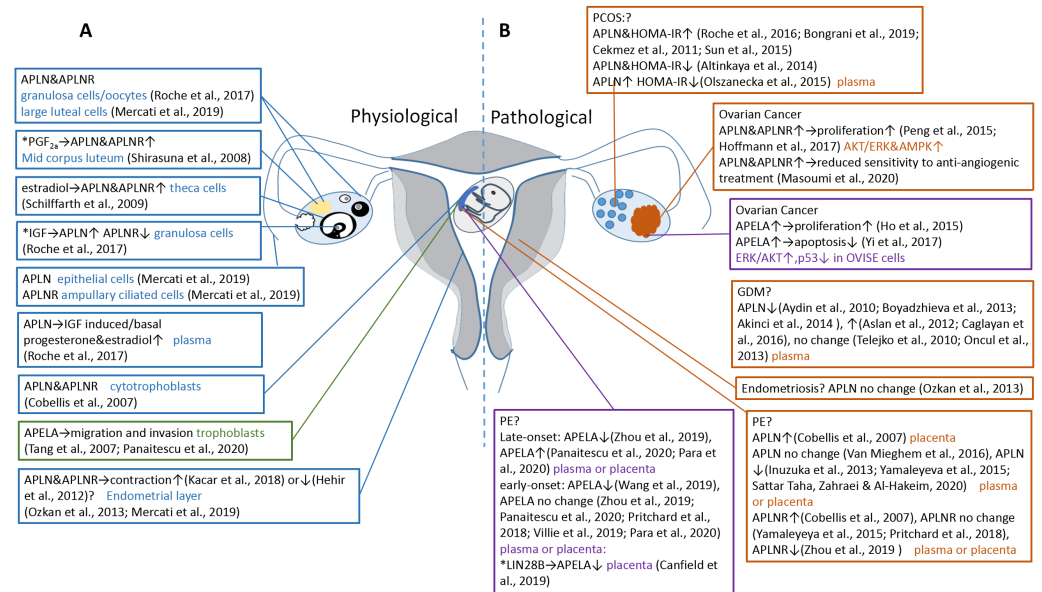 A
B
Physiological
Pathological
APLN&APLNR
granulosa cells/oocytes (Roche et al., 2017)
large luteal cells (Mercati et al., 2019)
*PGF2a→APLN&APLNR↑
Mid corpus luteum (Shirasuna et al., 2008)
estradiol→APLN&APLNR↑ theca cells
(Schilffarth et al., 2009)
*IGF→APLN↑ APLNR↓ granulosa cells
(Roche et al., 2017)
APLN epithelial cells (Mercati et al., 2019)
APLNR ampullary ciliated cells (Mercati et al., 2019)
APLN→IGF induced/basal
progesterone&estradiol↑ plasma
(Roche et al., 2017)
APLN&APLNR cytotrophoblasts
(Cobellis et al., 2007)
APELA→migration and invasion trophoblasts
(Tang et al., 2007; Panaitescu et al., 2020)
APLN&APLNR→contraction↑(Kacar et al., 2018) or↓(Hehir
et al., 2012)? Endometrial layer
(Ozkan et al., 2013; Mercati et al., 2019)
PCOS:?
APLN&HOMA-IR↑ (Roche et al., 2016; Bongrani et al., 2019;
Cekmez et al., 2011; Sun et al., 2015)
APLN&HOMA-IR↓ (Altinkaya et al., 2014)
APLN↑ HOMA-IR↓(Olszanecka et al., 2015) plasma
Ovarian Cancer
APLN&APLNR↑→proliferation↑ (Peng et al., 2015;
Hoffmann et al., 2017) AKT/ERK&AMPK↑
APLN&APLNR↑→reduced sensitivity to anti-angiogenic
treatment (Masoumi et al., 2020)
Ovarian Cancer
APELA↑→proliferation↑ (Ho et al., 2015)
APELA↑→apoptosis↓ (Yi et al., 2017)
ERK/AKT↑,p53↓ in OVISE cells
GDM?
APLN↓(Aydin et al., 2010; Boyadzhieva et al., 2013;
Akinci et al., 2014 ), ↑(Aslan et al., 2012; Caglayan et
al., 2016), no change (Telejko et al., 2010; Oncul et al.,
2013) plasma
Endometriosis? APLN no change (Ozkan et al., 2013)
PE?
APLN↑(Cobellis et al., 2007) placenta
APLN no change (Van Mieghem et al., 2016), APLN
↓(Inuzuka et al., 2013; Yamaleyeva et al., 2015;
Sattar Taha, Zahraei & Al-Hakeim, 2020) plasma
or placenta
APLNR↑(Cobellis et al., 2007), APLNR no change
(Yamaleyeya et al., 2015; Pritchard et al., 2018),
APLNR↓(Zhou et al., 2019 ) plasma or placenta
PE?
Late-onset: APELA↓(Zhou et al., 2019),
APELA↑(Panaitescu et al., 2020; Para et
al., 2020) plasma or placenta
early-onset: APELA↓(Wang et al., 2019),
APELA no change (Zhou et al., 2019;
Panaitescu et al., 2020; Pritchard et al.,
2018; Villie et al., 2019; Para et al., 2020)
plasma or placenta:
*LIN28B→APELA↓ placenta (Canfield et
al., 2019)